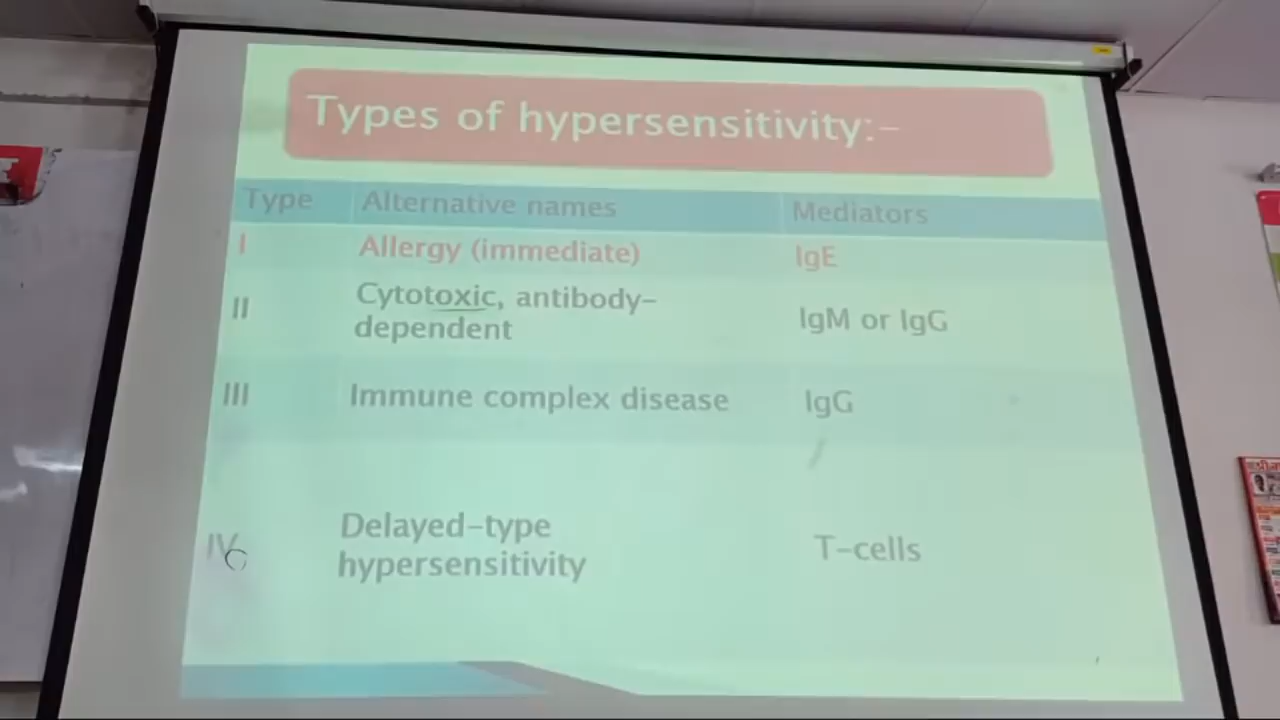 Types of hypersensitivity:-
Type Alternative names Mediators
I Allergy (immediate) IgE
II Cytotoxic, antibody-
dependent IgM or IgG
III Immune complex disease IgG
IV Delayed-type
hypersensitivity T-cells